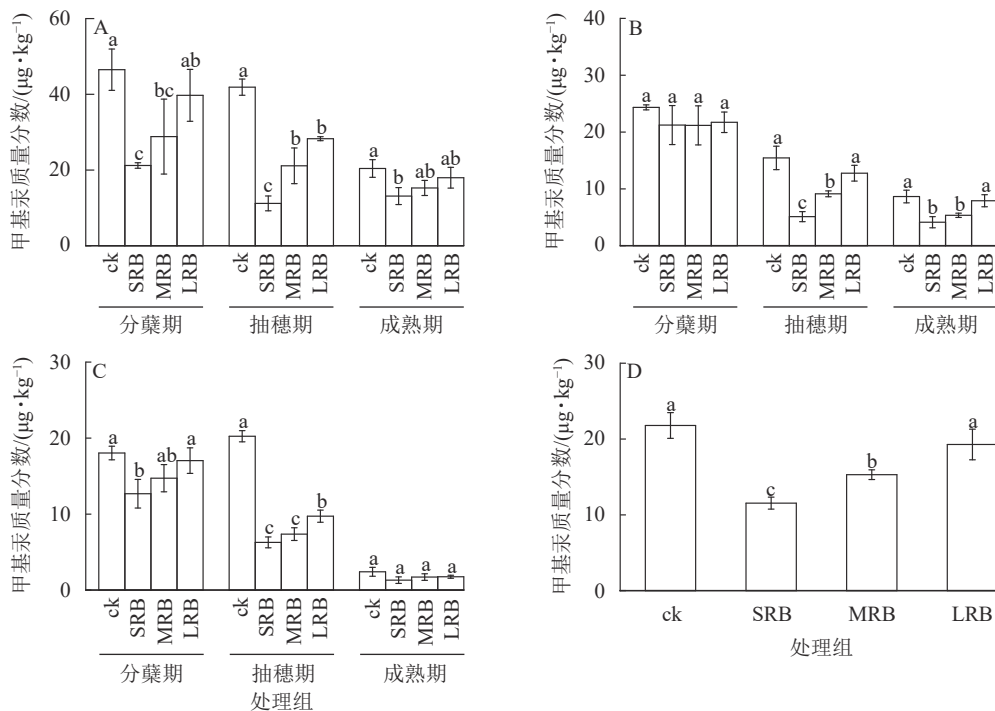 A
甲基汞质量分数/(μg·kg⁻¹)
60
40
20
0
a c bc ab
a c b b
a b ab ab
ck SRB MRB LRB
ck SRB MRB LRB
ck SRB MRB LRB
分蘖期 抽穗期 成熟期
B
甲基汞质量分数/(μg·kg⁻¹)
40
30
20
10
0
a a a a
a c b a
a b b a
ck SRB MRB LRB
ck SRB MRB LRB
ck SRB MRB LRB
分蘖期 抽穗期 成熟期
C
甲基汞质量分数/(μg·kg⁻¹)
30
20
10
0
a b ab a
a c c b
a a a a
ck SRB MRB LRB
ck SRB MRB LRB
ck SRB MRB LRB
分蘖期 抽穗期 成熟期
处理组
D
甲基汞质量分数/(μg·kg⁻¹)
30
20
10
0
a c b a
ck SRB MRB LRB
处理组